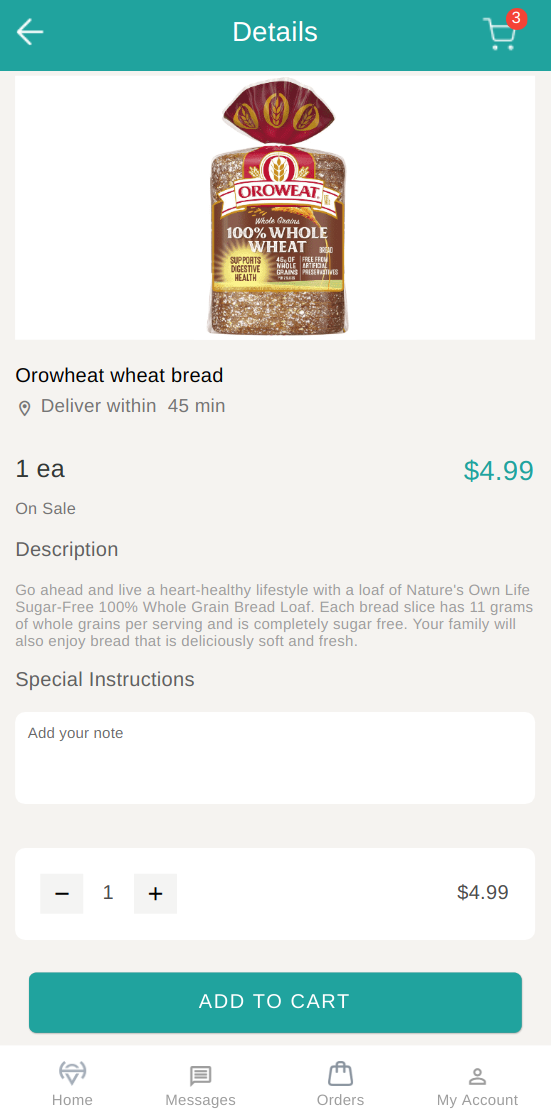 Details
3
OROWEAT
Whole Grains
100% WHOLE
WHEAT
BREAD
SUPPORTS
DIGESTIVE
HEALTH
WHOLE
GRAINS
FREE FROM
ARTIFICIAL
PRESERVATIVES
Orowheat wheat bread
Deliver within 45 min
1 ea
$4.99
On Sale
Description
Go ahead and live a heart-healthy lifestyle with a loaf of Nature's Own Life
Sugar-Free 100% Whole Grain Bread Loaf. Each bread slice has 11 grams
of whole grains per serving and is completely sugar free. Your family will
also enjoy bread that is deliciously soft and fresh.
Special Instructions
Add your note
− 1 + $4.99
ADD TO CART
Home Messages Orders My Account